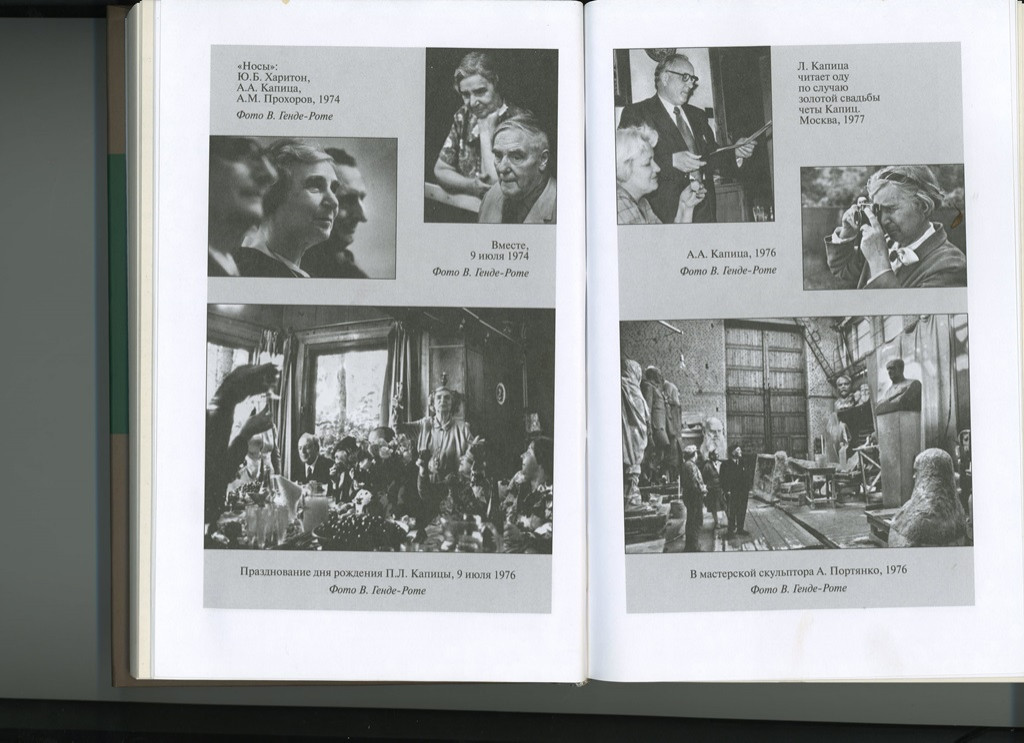 «Носы»:
Ю.Б. Харитон,
А.А. Капица,
А.М. Прохоров, 1974
Фото В. Генде-Роте
Вместе,
9 июля 1974
Фото В. Генде-Роте
Празднование дня рождения П.Л. Капицы, 9 июля 1976
Фото В. Генде-Роте
Л. Капица
читает оду
по случаю
золотой свадьбы
четы Капиц.
Москва, 1977
А.А. Капица, 1976
Фото В. Генде-Роте
В мастерской скульптора А. Портянко, 1976
Фото В. Генде-Роте